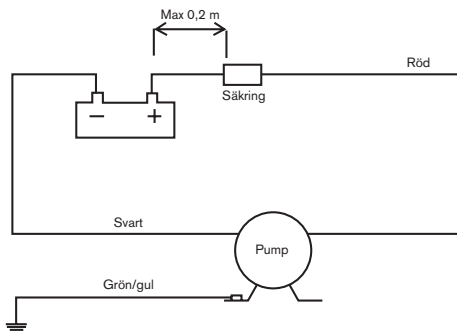 Max 0,2 m
Röd
Säkring
− +
Svart
Pump
Grön/gul